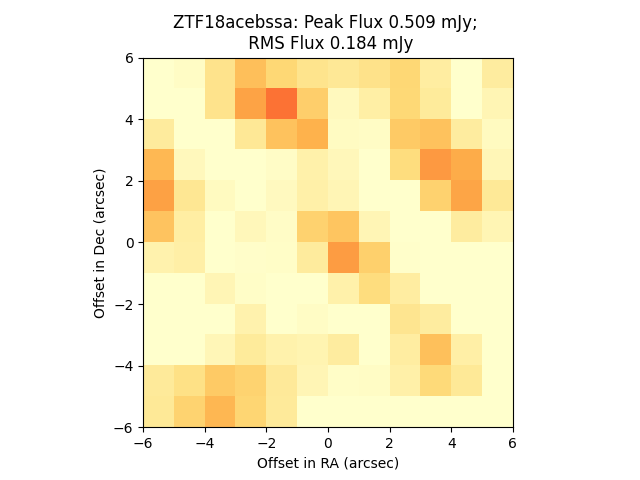 ZTF18acebssa: Peak Flux 0.509 mJy;
RMS Flux 0.184 mJy
6
4
2
0
−2
−4
−6
Offset in Dec (arcsec)
−6 −4 −2 0 2 4 6
Offset in RA (arcsec)